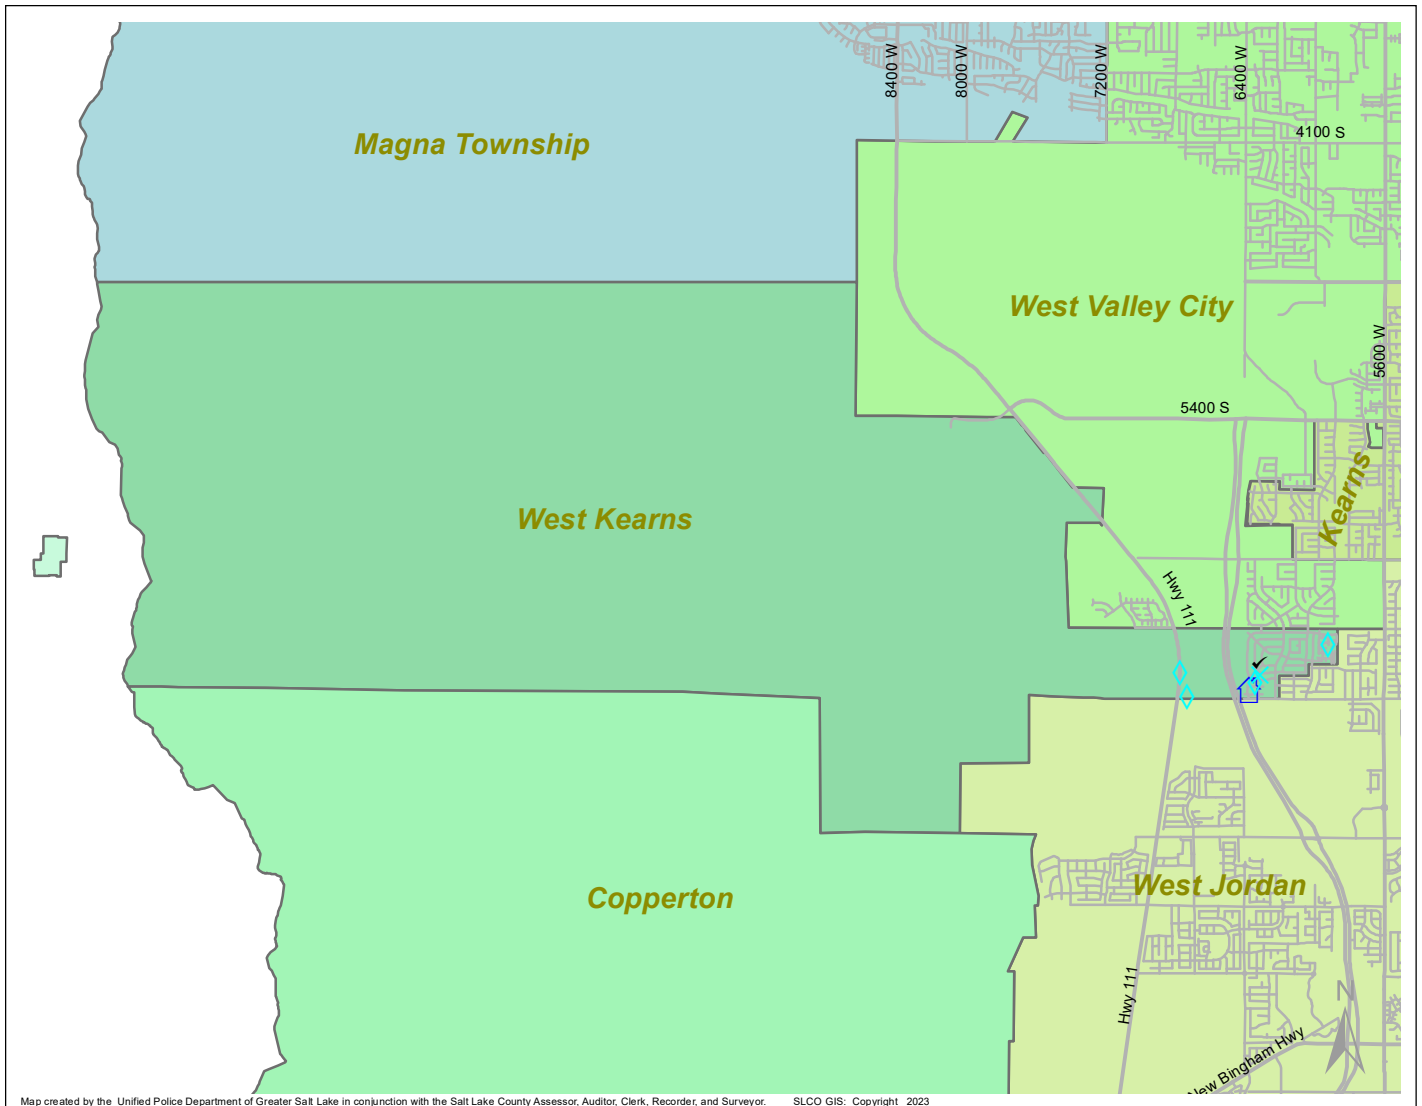 8400 W
8000 W
7200 W
6400 W
4100 S
Magna Township
West Valley City
5600 W
5400 S
Kearns
West Kearns
Hwy 111
West Jordan
Copperton
Hwy 111
N
New Bingham Hwy
Map created by the Unified Police Department of Greater Salt Lake in conjunction with the Salt Lake County Assessor, Auditor, Clerk, Recorder, and Surveyor. SLCO GIS: Copyright 2023